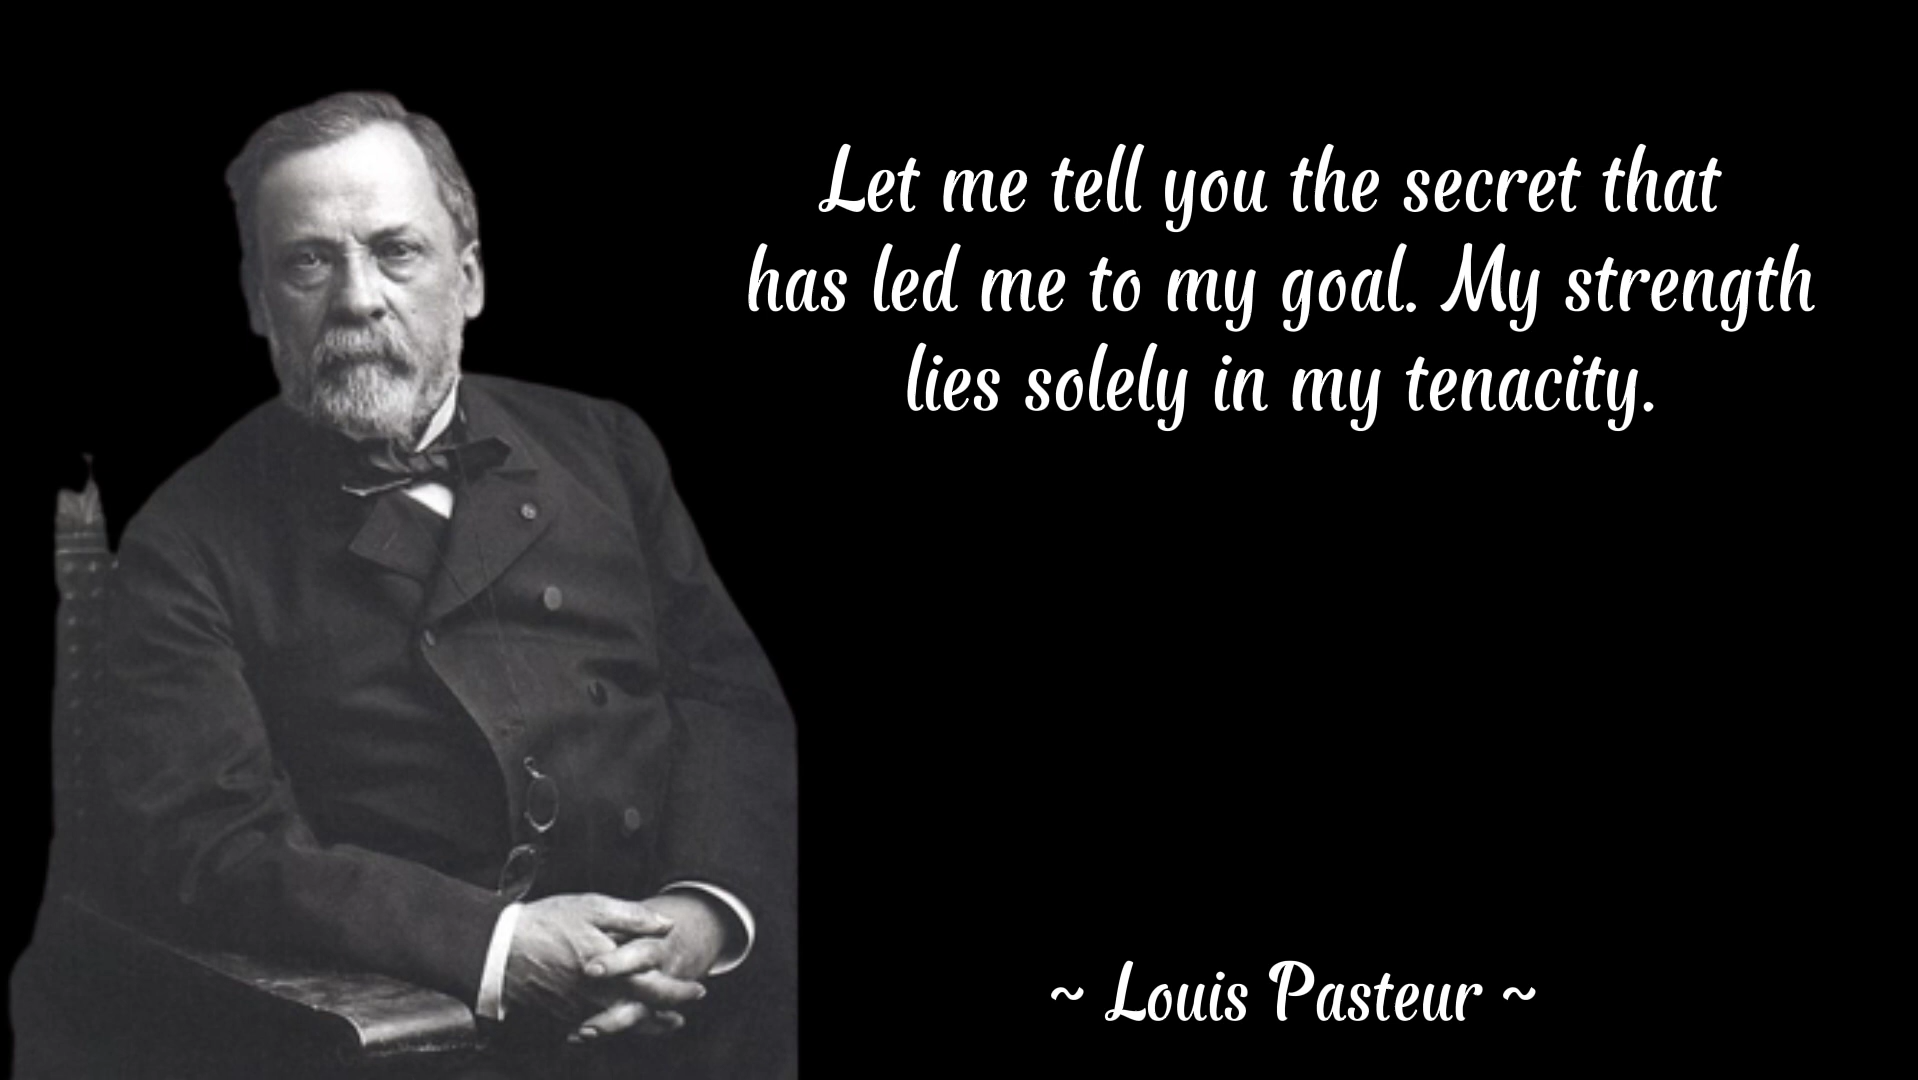 Let me tell you the secret that
has led me to my goal. My strength
lies solely in my tenacity.
~ Louis Pasteur ~